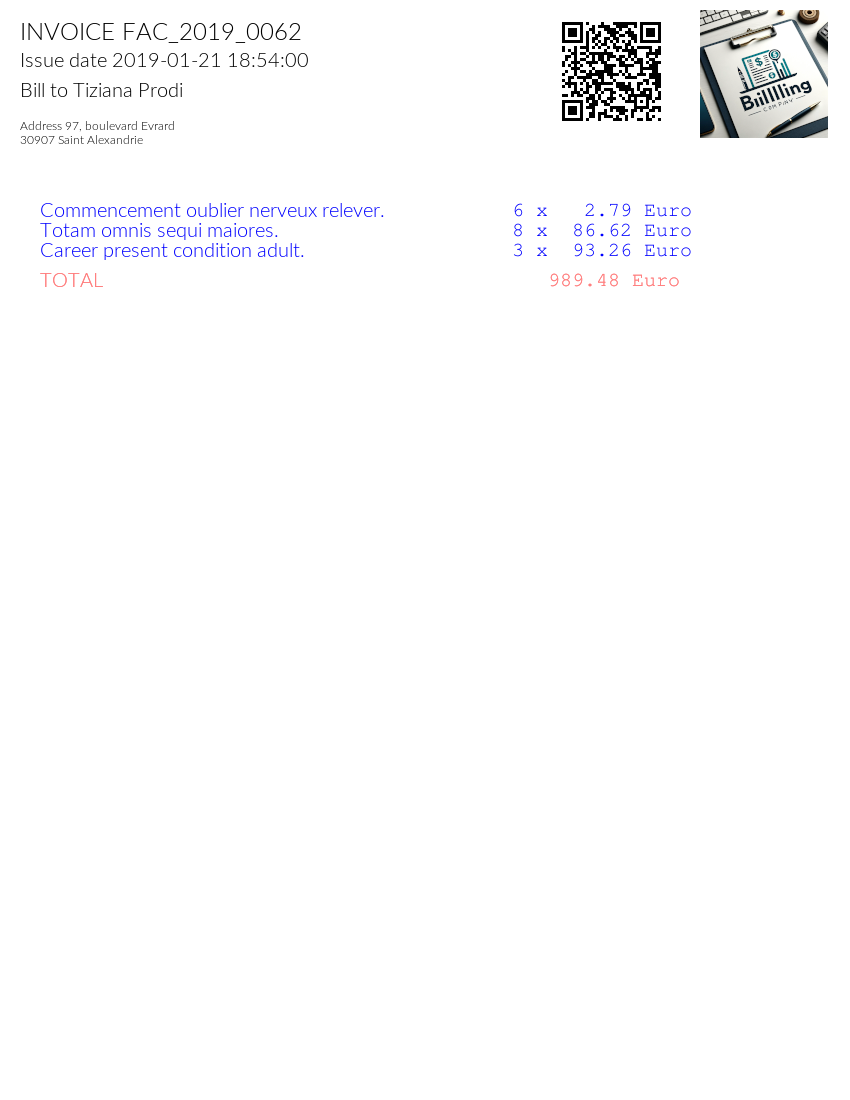 INVOICE FAC_2019_0062
Issue date 2019-01-21 18:54:00
Bill to Tiziana Prodi
Address 97, boulevard Evrard
30907 Saint Alexandrie
Biilllling
COMPANY
Commencement oublier nerveux relever. 6 x 2.79 Euro
Totam omnis sequi maiores. 8 x 86.62 Euro
Career present condition adult. 3 x 93.26 Euro
TOTAL 989.48 Euro